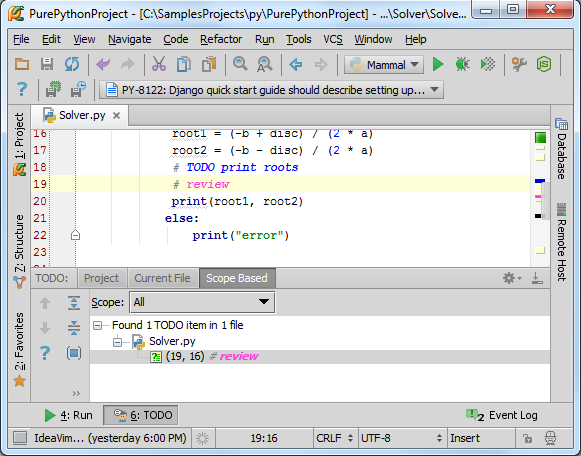 PurePythonProject - [C:\SamplesProjects\py\PurePythonProject] - ...\Solver\Solve...
File Edit View Navigate Code Refactor Run Tools VCS Window Help
Mammal
PY-8122: Django quick start guide should describe setting up...
1: Project
Solver.py
16 root1 = (-b + disc) / (2 * a)
17 root2 = (-b - disc) / (2 * a)
18 # TODO print roots
19 # review
20 print(root1, root2)
21 else:
22 print("error")
23
Database
Remote Host
7: Structure
2: Favorites
TODO: Project Current File Scope Based
Scope: All
Found 1 TODO item in 1 file
Solver.py
(19, 16) # review
4: Run 6: TODO 2 Event Log
IdeaVim... (yesterday 6:00 PM) 19:16 CRLF UTF-8 Insert